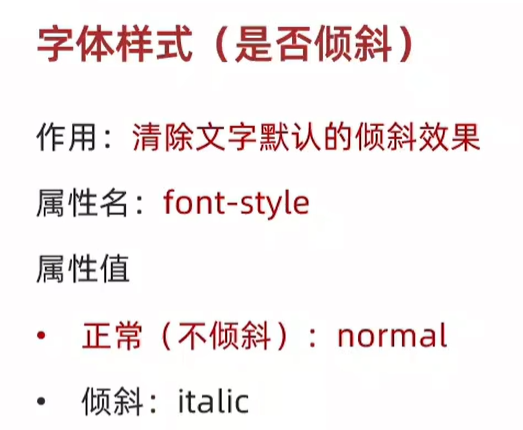 字体样式（是否倾斜）
作用：清除文字默认的倾斜效果
属性名：font-style
属性值
• 正常（不倾斜）：normal
• 倾斜：italic